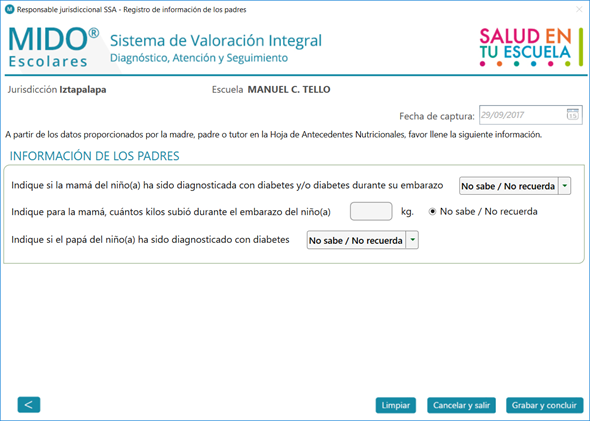 Responsable jurisdiccional SSA - Registro de información de los padres
MIDO®
Escolares
Sistema de Valoración Integral
Diagnóstico, Atención y Seguimiento
SALUD EN
TU ESCUELA
Jurisdicción Iztapalapa
Escuela MANUEL C. TELLO
Fecha de captura: 29/09/2017
15
A partir de los datos proporcionados por la madre, padre o tutor en la Hoja de Antecedentes Nutricionales, favor llene la siguiente información.
INFORMACIÓN DE LOS PADRES
Indique si la mamá del niño(a) ha sido diagnosticada con diabetes y/o diabetes durante su embarazo No sabe / No recuerda
Indique para la mamá, cuántos kilos subió durante el embarazo del niño(a) kg. No sabe / No recuerda
Indique si el papá del niño(a) ha sido diagnosticado con diabetes No sabe / No recuerda
< Limpiar Cancelar y salir Grabar y concluir